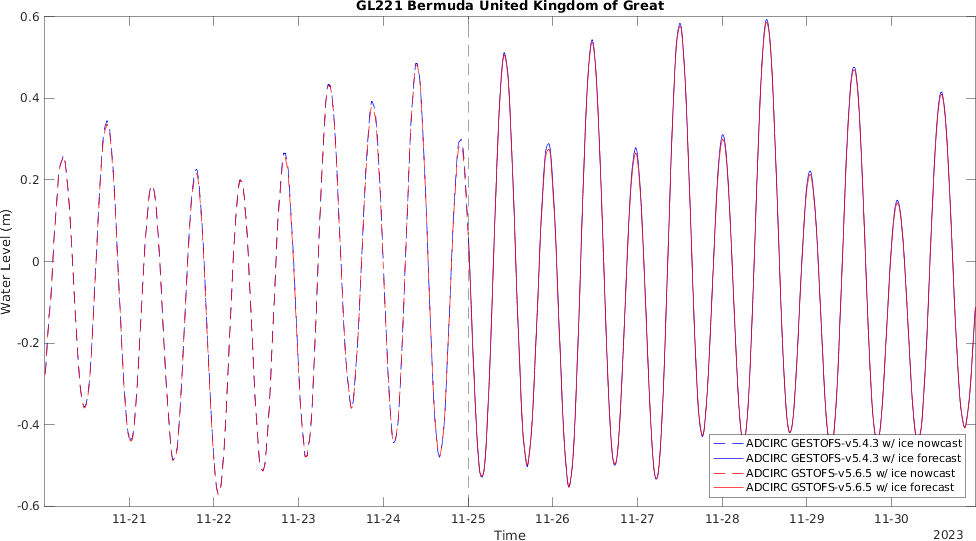 GL221 Bermuda United Kingdom of Great
0.6
0.4
0.2
0
-0.2
-0.4
-0.6
Water Level (m)
11-21
11-22
11-23
11-24
11-25
11-26
11-27
11-28
11-29
11-30
Time
2023
ADCIRC GESTOFS-v5.4.3 w/ ice nowcast
ADCIRC GESTOFS-v5.4.3 w/ ice forecast
ADCIRC GSTOFS-v5.6.5 w/ ice nowcast
ADCIRC GSTOFS-v5.6.5 w/ ice forecast